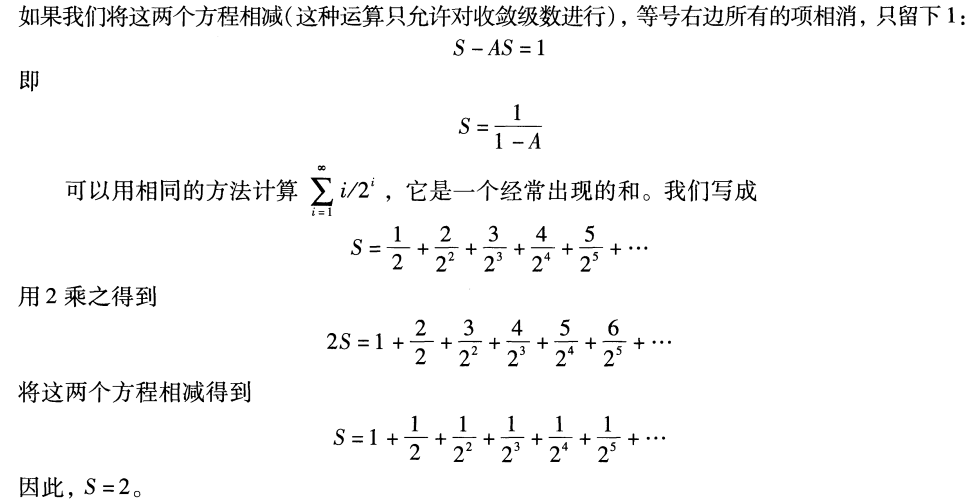 如果我们将这两个方程相减(这种运算只允许对收敛级数进行)，等号右边所有的项相消，只留下1：
S - AS = 1
即
S = \frac{1}{1 - A}
可以用相同的方法计算 \sum_{i=1}^{\infty} i/2^i ，它是一个经常出现的和。我们写成
S = \frac{1}{2} + \frac{2}{2^2} + \frac{3}{2^3} + \frac{4}{2^4} + \frac{5}{2^5} + \cdots
用2乘之得到
2S = 1 + \frac{2}{2} + \frac{3}{2^2} + \frac{4}{2^3} + \frac{5}{2^4} + \frac{6}{2^5} + \cdots
将这两个方程相减得到
S = 1 + \frac{1}{2} + \frac{1}{2^2} + \frac{1}{2^3} + \frac{1}{2^4} + \frac{1}{2^5} + \cdots
因此，S = 2。